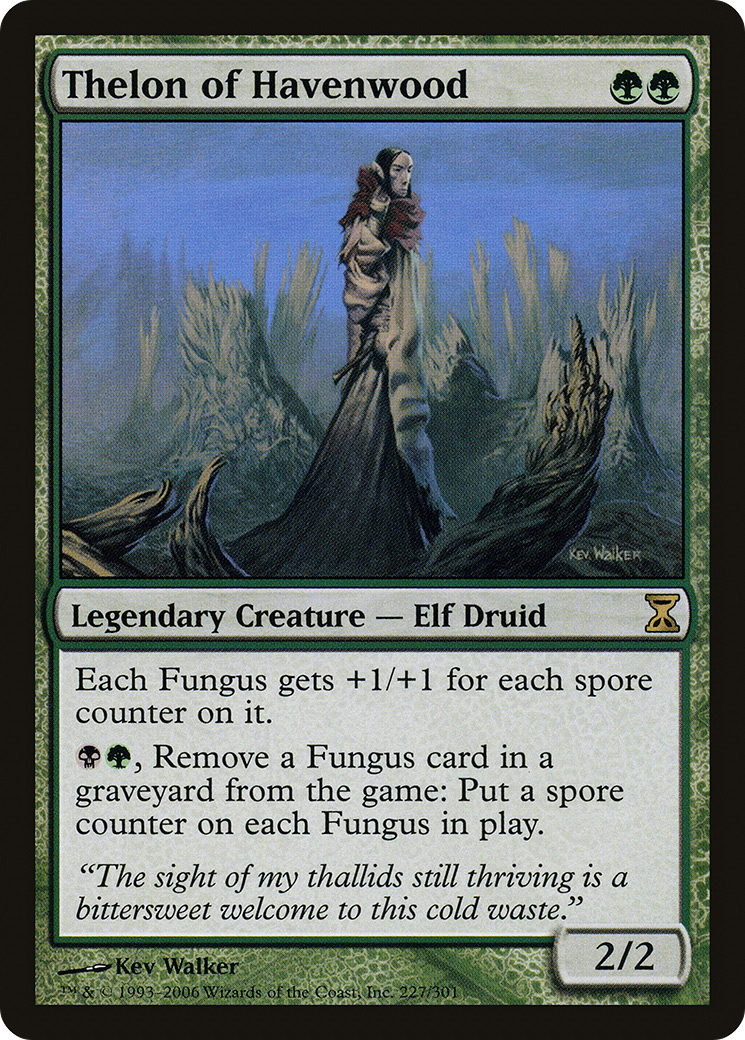 Thelon of Havenwood
KEV. WALKER
Legendary Creature — Elf Druid
Each Fungus gets +1/+1 for each spore
counter on it.
, Remove a Fungus card in a
graveyard from the game: Put a spore
counter on each Fungus in play.
“The sight of my thallids still thriving is a
bittersweet welcome to this cold waste.”
2/2
Kev Walker
™ & © 1993–2006 Wizards of the Coast, Inc. 227/301